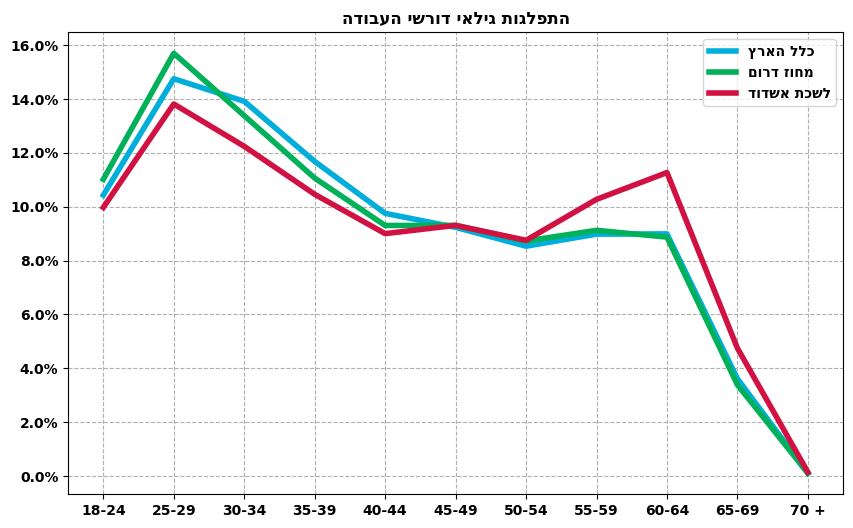 התפלגות גילאי דורשי העבודה
כלל הארץ
מחוז דרום
לשכת אשדוד
16.0%
14.0%
12.0%
10.0%
8.0%
6.0%
4.0%
2.0%
0.0%
18-24 25-29 30-34 35-39 40-44 45-49 50-54 55-59 60-64 65-69 70 +